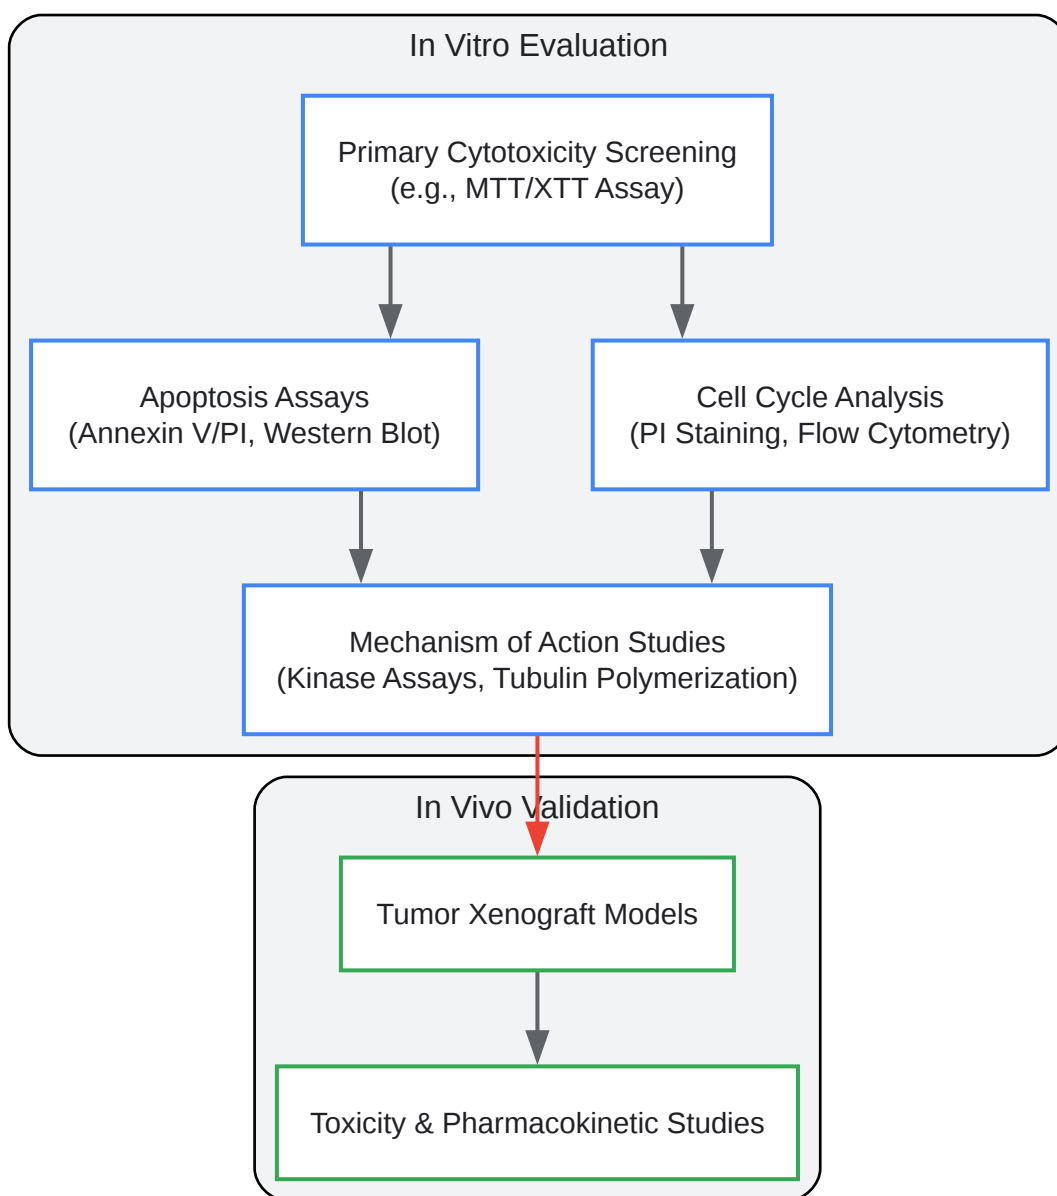 In Vitro Evaluation
Primary Cytotoxicity Screening
(e.g., MTT/XTT Assay)
Apoptosis Assays
(Annexin V/PI, Western Blot)
Cell Cycle Analysis
(PI Staining, Flow Cytometry)
Mechanism of Action Studies
(Kinase Assays, Tubulin Polymerization)
In Vivo Validation
Tumor Xenograft Models
Toxicity & Pharmacokinetic Studies